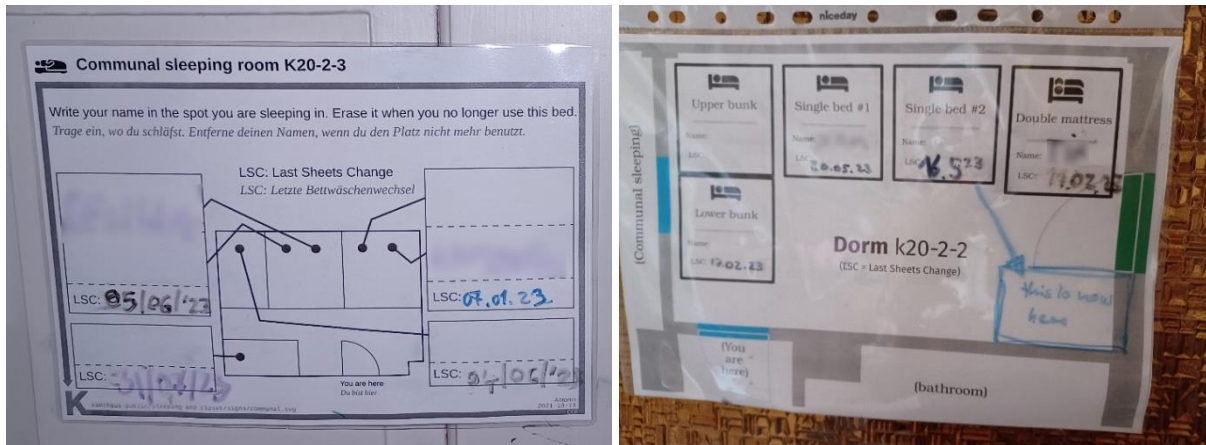 Communal sleeping room K20-2-3
Write your name in the spot you are sleeping in. Erase it when you no longer use this bed.
Trage ein, wo du schläfst. Entferne deinen Namen, wenn du den Platz nicht mehr benutzt.
LSC: Last Sheets Change
LSC: Letzte Bettwäschenwechsel
LSC: 05/06/'23
LSC: 07.01.23
LSC:
LSC:
You are here
Du bist hier
K
2021-10-13
niceday
Upper bunk
Name:
LSC:
Single bed #1
Name:
LSC: 20.05.23
Single bed #2
Name:
LSC: 16.5 23
Double mattress
Name:
LSC:
(Communal sleeping)
Lower bunk
Name:
LSC: 17.02.23
Dorm k20-2-2
(LSC = Last Sheets Change)
this is now
here
(You
are
here)
(bathroom)